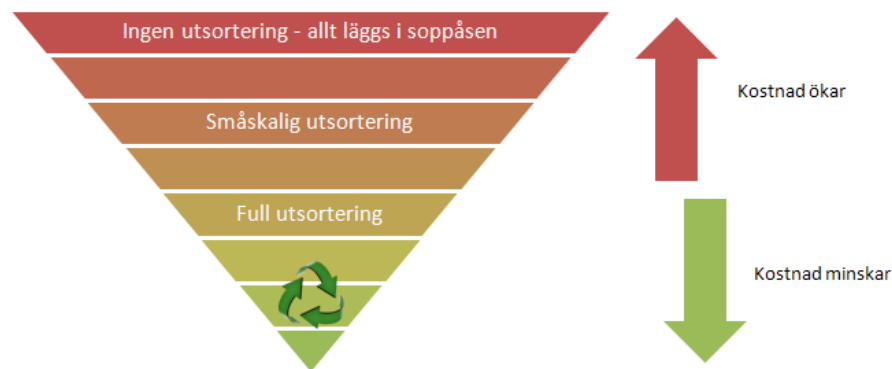 Ingen utsortering - allt läggs i soppåsen
Kostnad ökar
Småskalig utsortering
Full utsortering
Kostnad minskar